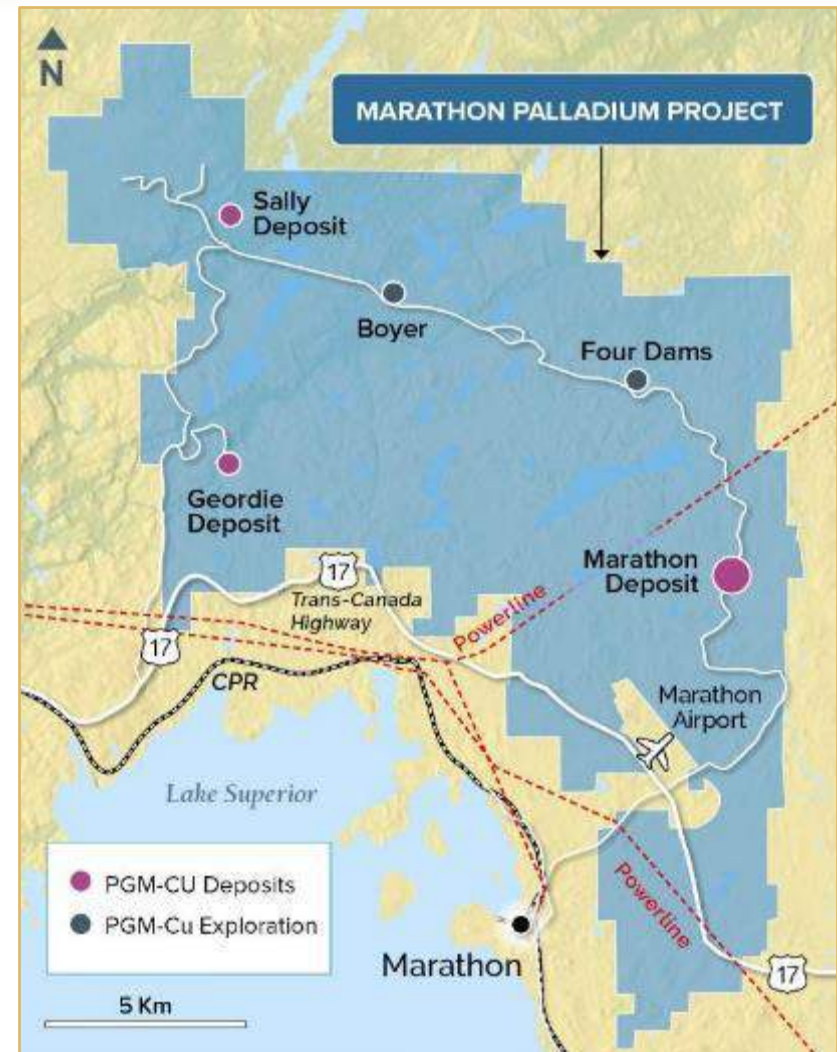 N
MARATHON PALLADIUM PROJECT
Sally
Deposit
Boyer
Four Dams
Geordie
Deposit
Marathon
Deposit
17
Trans-Canada
Highway
Powerline
17
CPR
Marathon
Airport
Lake Superior
PGM-CU Deposits
PGM-Cu Exploration
Powerline
Marathon
17
5 Km